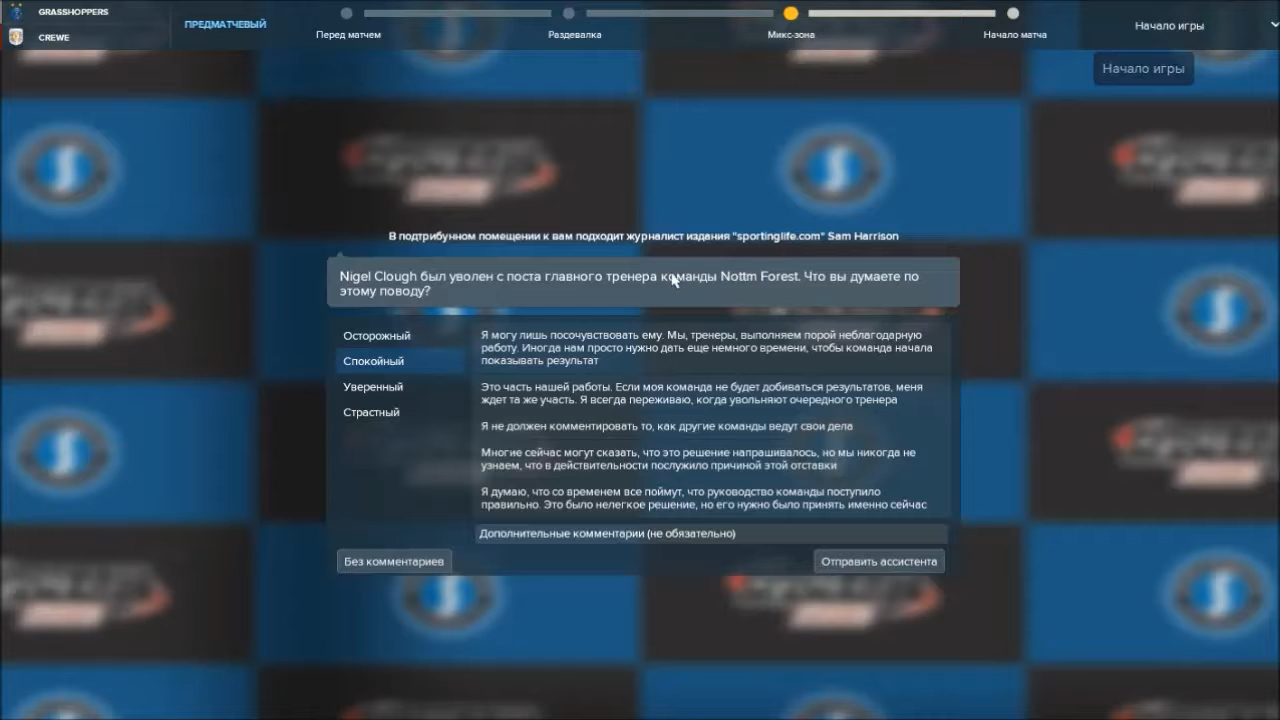 GRASSHOPPERS
CREWE
ПРЕДМАТЧЕВЫЙ
Перед матчем
Раздевалка
Микс-зона
Начало матча
Начало игры
Начало игры
В подтрибунном помещении к вам подходит журналист издания "sportinglife.com" Sam Harrison
Nigel Clough был уволен с поста главного тренера команды Nottm Forest. Что вы думаете по
этому поводу?
Осторожный
Спокойный
Уверенный
Страстный
Я могу лишь посочувствовать ему. Мы, тренеры, выполняем порой неблагодарную
работу. Иногда нам просто нужно дать еще немного времени, чтобы команда начала
показывать результат
Это часть нашей работы. Если моя команда не будет добиваться результатов, меня
ждет та же участь. Я всегда переживаю, когда увольняют очередного тренера
Я не должен комментировать то, как другие команды ведут свои дела
Многие сейчас могут сказать, что это решение напрашивалось, но мы никогда не
узнаем, что в действительности послужило причиной этой отставки
Я думаю, что со временем все поймут, что руководство команды поступило
правильно. Это было нелегкое решение, но его нужно было принять именно сейчас
Дополнительные комментарии (не обязательно)
Без комментариев
Отправить ассистента